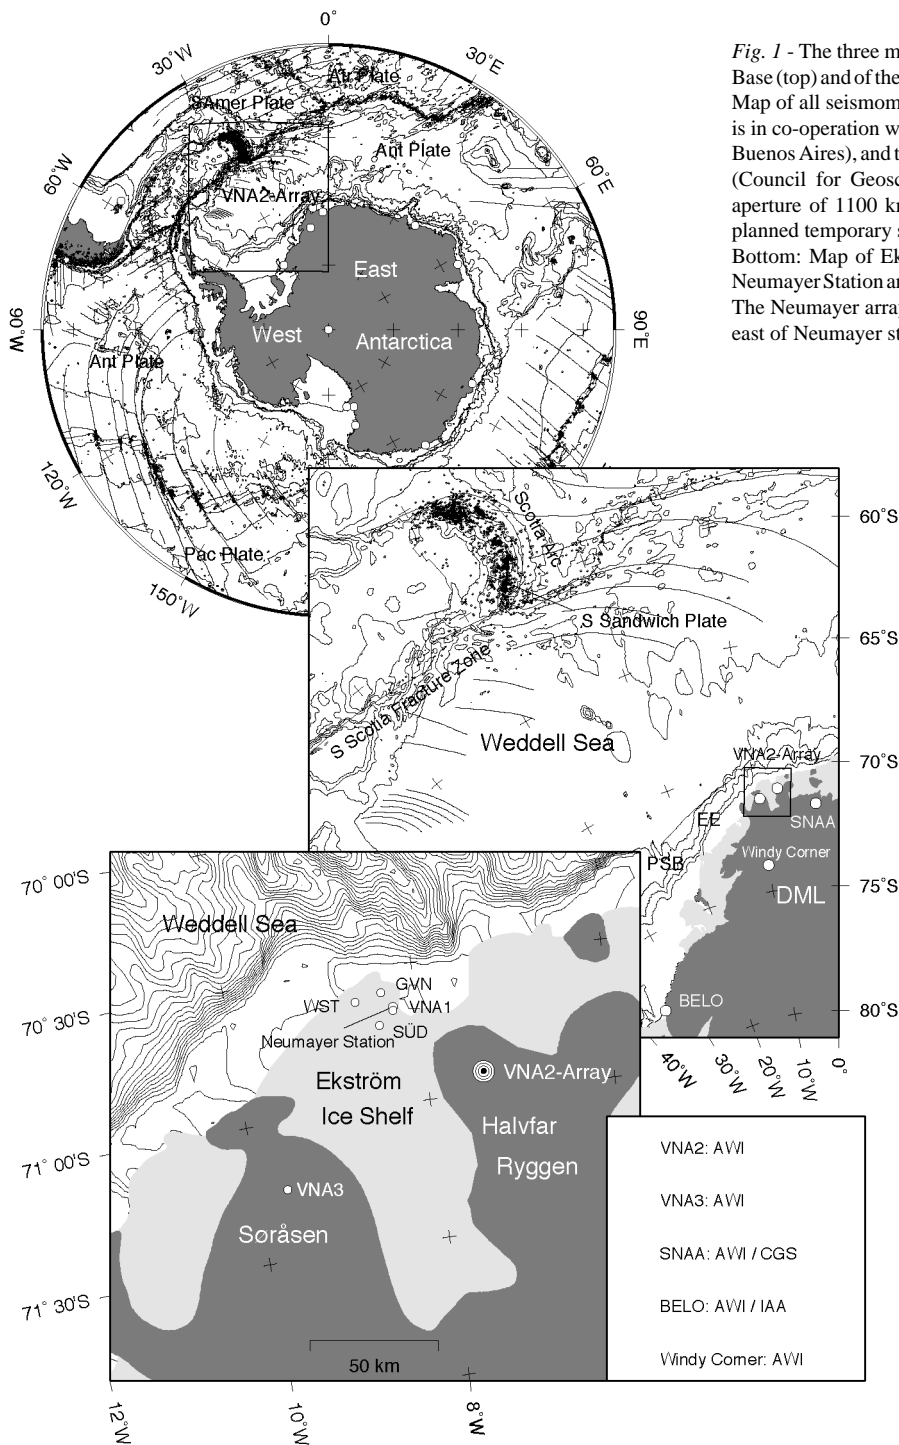 0°
30°W
30°E
60°W
60°E
90°W
90°E
120°W
150°W
Afr Plate
SAmer Plate
Ant Plate
VNA2-Array
East
West
Antarctica
Ant Plate
Pac Plate
Fig. 1 - The three m
Base (top) and of the
Map of all seismom
is in co-operation w
Buenos Aires), and t
(Council for Geosc
aperture of 1100 kr
planned temporary s
Bottom: Map of Ek
Neumayer Station ar
The Neumayer array
east of Neumayer st
Scotia Arc
S Sandwich Plate
S Scotia Fracture Zone
Weddell Sea
VNA2-Array
SNAA
EE
Windy Corner
PSB
DML
BELO
60°S
65°S
70°S
75°S
80°S
40°W
30°W
20°W
10°W
0°
Weddell Sea
GVN
WST
VNA1
Neumayer Station
SÜD
Ekström
Ice Shelf
VNA2-Array
Halvfar
Ryggen
VNA3
Søråsen
50 km
70° 00'S
70° 30'S
71° 00'S
71° 30'S
12°W
10°W
8°W
VNA2: AWI
VNA3: AWI
SNAA: AWI / CGS
BELO: AWI / IAA
Windy Corner: AWI